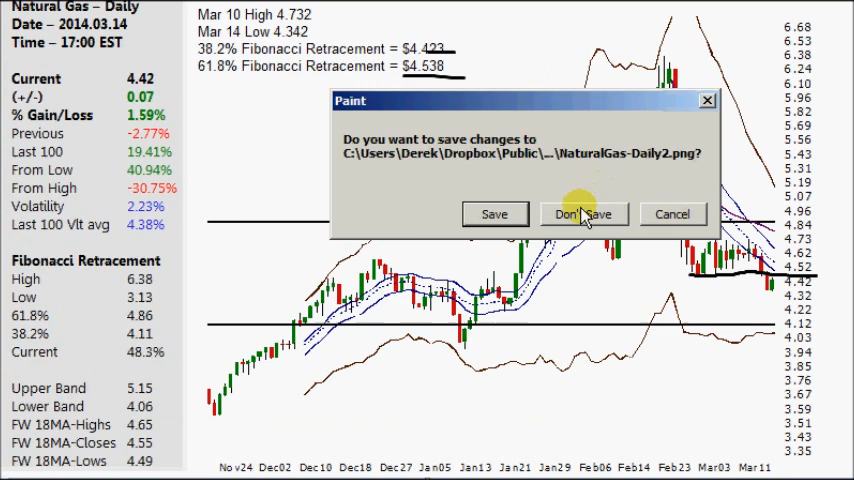 Natural Gas – Daily
Date – 2014.03.14
Time – 17:00 EST
Current 4.42
(+/-) 0.07
% Gain/Loss 1.59%
Previous -2.77%
Last 100 19.41%
From Low 40.94%
From High -30.75%
Volatility 2.23%
Last 100 Vlt avg 4.38%
Fibonacci Retracement
High 6.38
Low 3.13
61.8% 4.86
38.2% 4.11
Current 48.3%
Upper Band 5.15
Lower Band 4.06
FW 18MA-Highs 4.65
FW 18MA-Closes 4.55
FW 18MA-Lows 4.49
Mar 10 High 4.732
Mar 14 Low 4.342
38.2% Fibonacci Retracement = $4.423
61.8% Fibonacci Retracement = $4.538
Paint
Do you want to save changes to
C:\Users\Derek\Dropbox\Public\...\NaturalGas-Daily2.png?
Save Don't Save Cancel
6.68
6.53
6.38
6.24
6.10
5.96
5.82
5.69
5.56
5.43
5.31
5.19
5.07
4.96
4.84
4.73
4.62
4.52
4.42
4.32
4.22
4.12
4.03
3.94
3.85
3.76
3.67
3.59
3.51
3.43
3.35
Nov24 Dec02 Dec10 Dec18 Dec27 Jan05 Jan13 Jan21 Jan29 Feb06 Feb14 Feb23 Mar03 Mar11